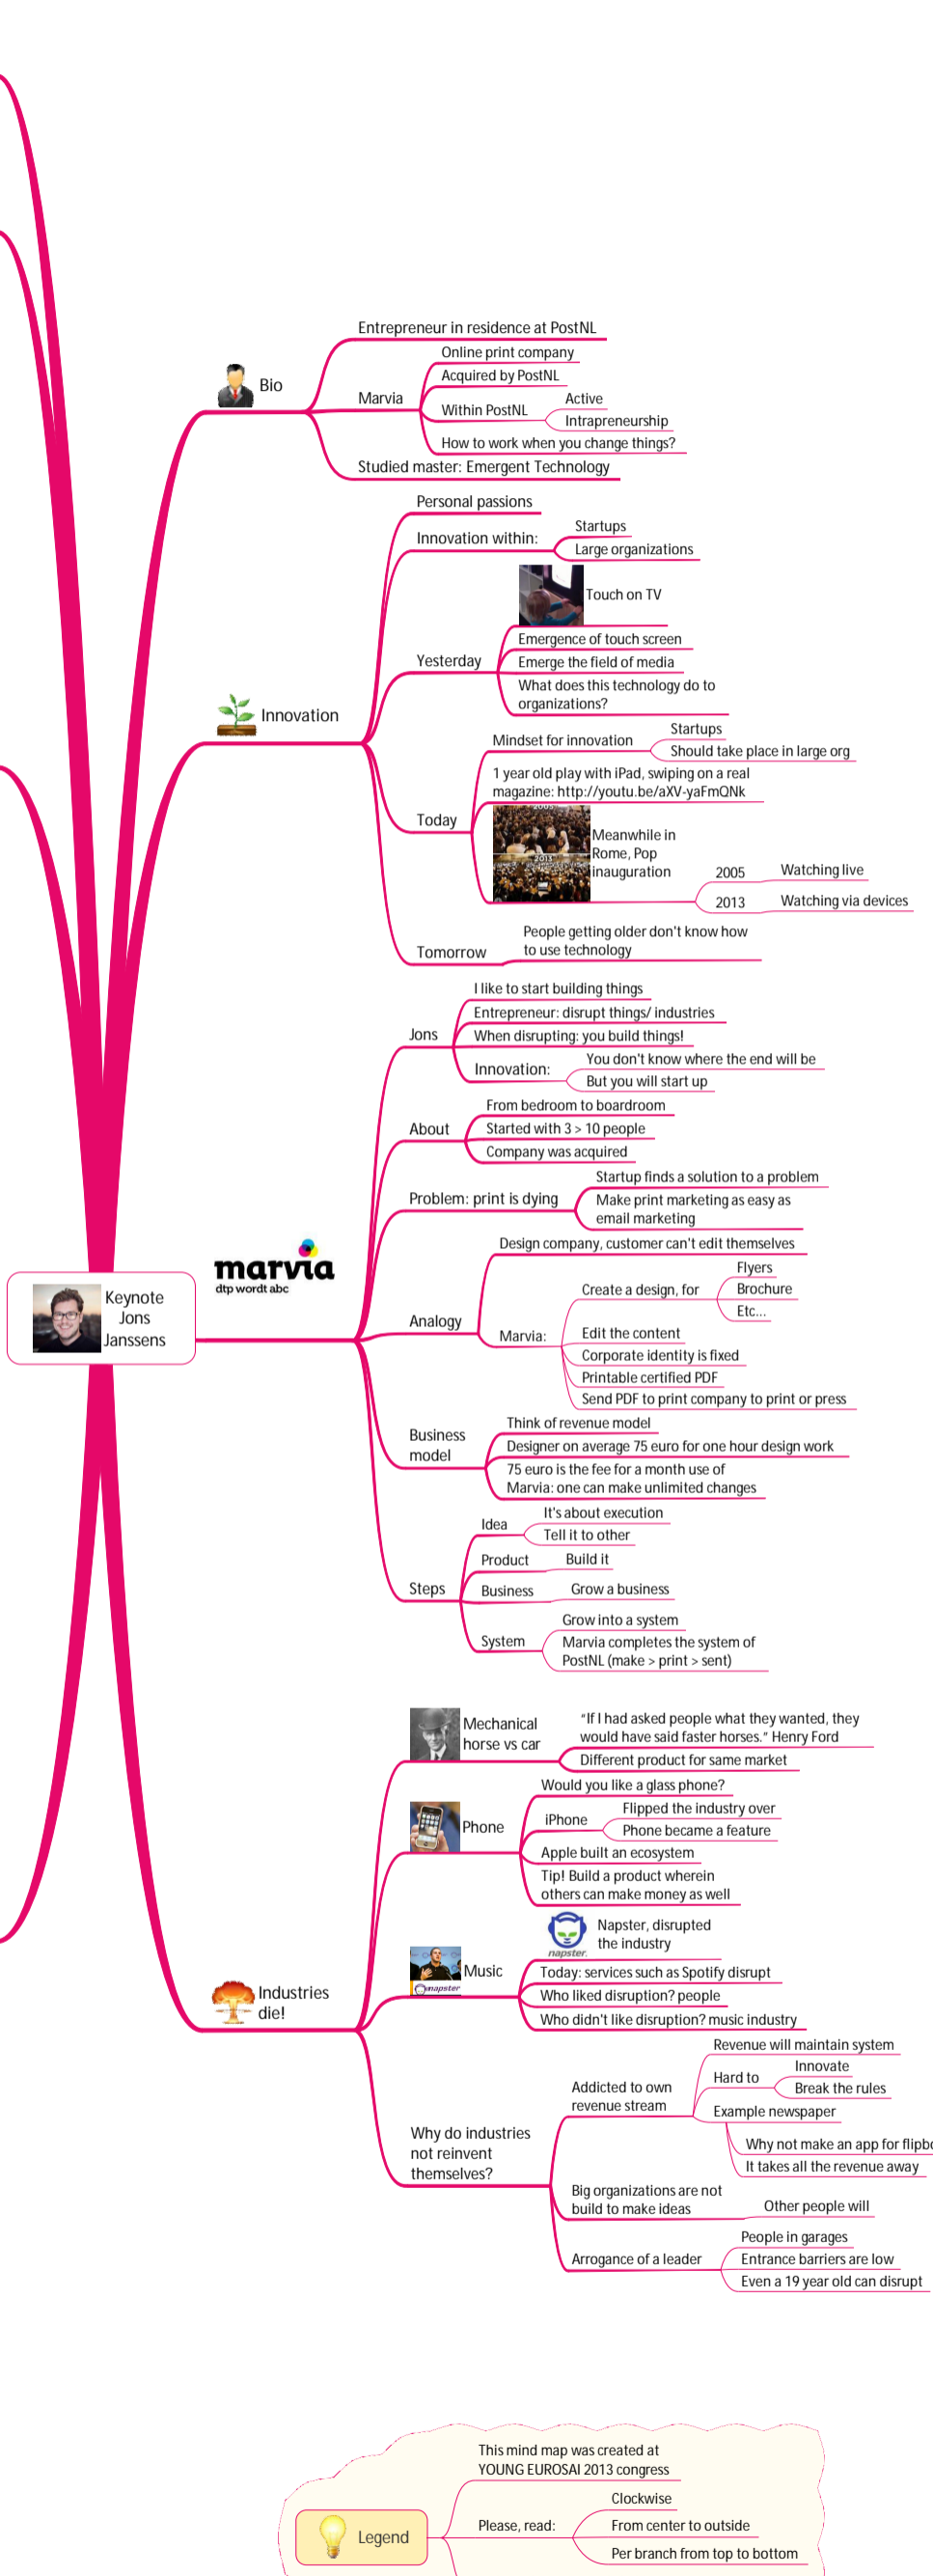 Entrepreneur in residence at PostNL
Bio
Marvia
Online print company
Acquired by PostNL
Within PostNL
Active
Intrapreneurship
How to work when you change things?
Studied master: Emergent Technology
Innovation
Personal passions
Innovation within:
Startups
Large organizations
Yesterday
Touch on TV
Emergence of touch screen
Emerge the field of media
What does this technology do to
organizations?
Today
Mindset for innovation
Startups
Should take place in large org
1 year old play with iPad, swiping on a real
magazine: http://youtu.be/aXV-yaFmQNk
2005
2013
Meanwhile in
Rome, Pop
inauguration
2005
Watching live
2013
Watching via devices
Tomorrow
People getting older don't know how
to use technology
Keynote
Jons
Janssens
marvia
dtp wordt abc
Jons
I like to start building things
Entrepreneur: disrupt things/ industries
When disrupting: you build things!
Innovation:
You don't know where the end will be
But you will start up
About
From bedroom to boardroom
Started with 3 > 10 people
Company was acquired
Problem: print is dying
Startup finds a solution to a problem
Make print marketing as easy as
email marketing
Analogy
Design company, customer can't edit themselves
Marvia:
Create a design, for
Flyers
Brochure
Etc...
Edit the content
Corporate identity is fixed
Printable certified PDF
Send PDF to print company to print or press
Business
model
Think of revenue model
Designer on average 75 euro for one hour design work
75 euro is the fee for a month use of
Marvia: one can make unlimited changes
Steps
Idea
It's about execution
Tell it to other
Product
Build it
Business
Grow a business
System
Grow into a system
Marvia completes the system of
PostNL (make > print > sent)
Industries
die!
Mechanical
horse vs car
"If I had asked people what they wanted, they
would have said faster horses." Henry Ford
Different product for same market
Phone
Would you like a glass phone?
iPhone
Flipped the industry over
Phone became a feature
Apple built an ecosystem
Tip! Build a product wherein
others can make money as well
napster
Music
napster.
Napster, disrupted
the industry
Today: services such as Spotify disrupt
Who liked disruption? people
Who didn't like disruption? music industry
Why do industries
not reinvent
themselves?
Addicted to own
revenue stream
Revenue will maintain system
Hard to
Innovate
Break the rules
Example newspaper
Why not make an app for
It takes all the revenue away
Big organizations are not
build to make ideas
Other people will
Arrogance of a leader
People in garages
Entrance barriers are low
Even a 19 year old can disrupt
Legend
This mind map was created at
YOUNG EUROSAI 2013 congress
Please, read:
Clockwise
From center to outside
Per branch from top to bottom